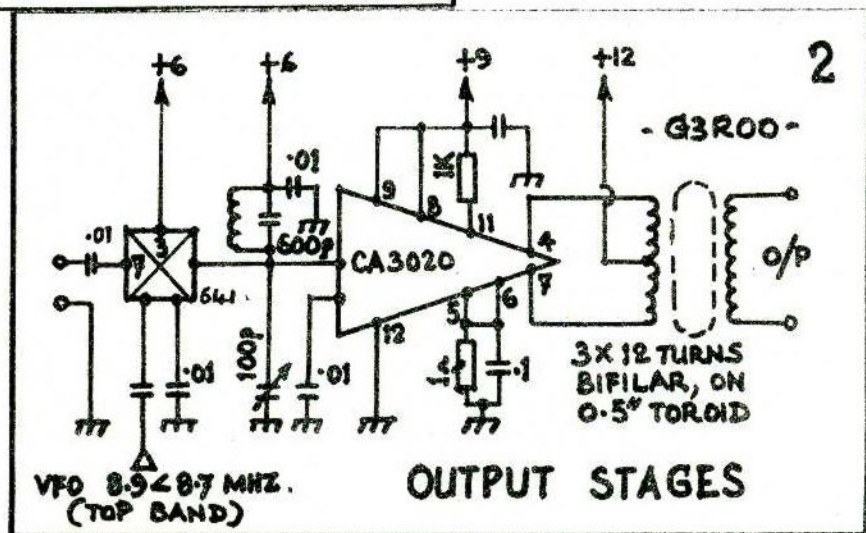 +6
+6
+9
+12
2
- G3ROO -
.01
1K
9
8
11
.01
3
7
600p
CA3020
4
7
O/P
641
5
6
12
100p
.01
.01
.1
3 X 12 TURNS
BIFILAR, ON
0.5" TOROID
VFO 8.9<8.7 MHZ.
(TOP BAND)
OUTPUT STAGES